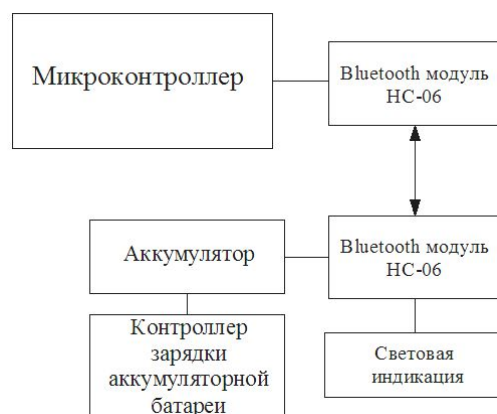 Микроконтроллер
Bluetooth модуль
HC-06
Аккумулятор
Bluetooth модуль
HC-06
Контроллер
зарядки
аккумуляторной
батареи
Световая
индикация